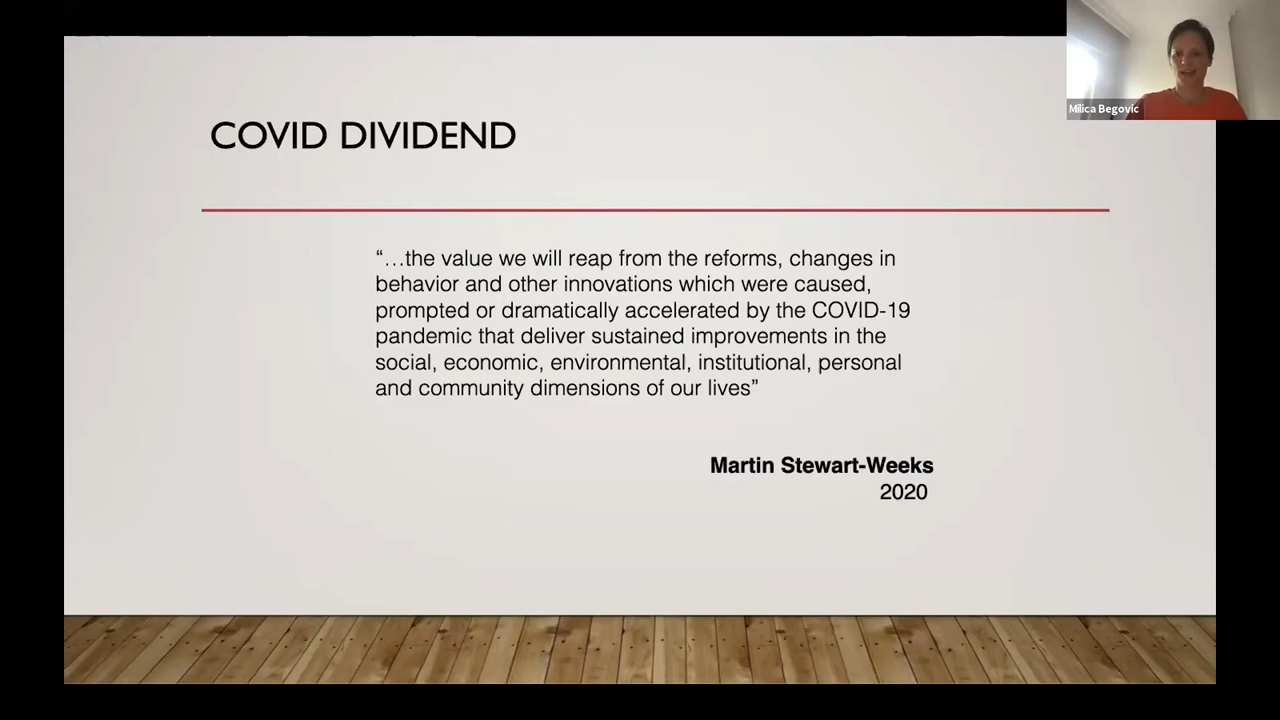 Milica Begovic
COVID DIVIDEND
“…the value we will reap from the reforms, changes in
behavior and other innovations which were caused,
prompted or dramatically accelerated by the COVID-19
pandemic that deliver sustained improvements in the
social, economic, environmental, institutional, personal
and community dimensions of our lives”
Martin Stewart-Weeks
2020